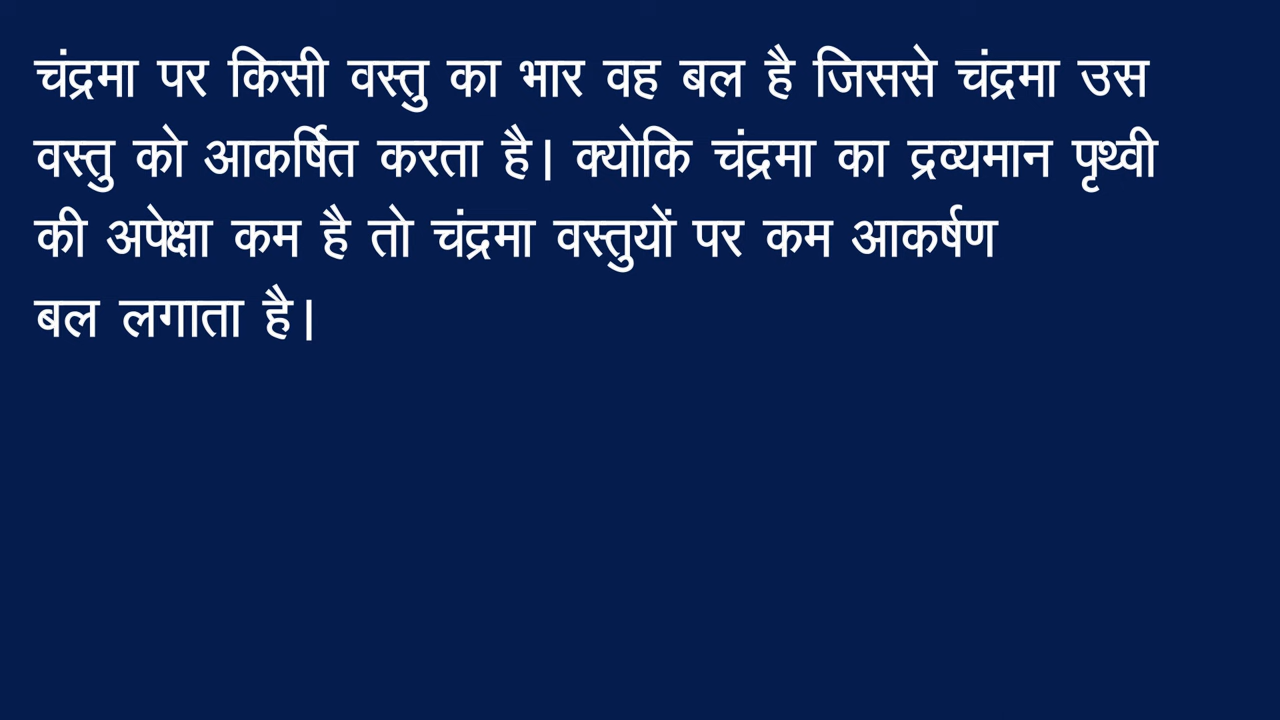 चंद्रमा पर किसी वस्तु का भार वह बल है जिससे चंद्रमा उस
वस्तु को आकर्षित करता है। क्योकि चंद्रमा का द्रव्यमान पृथ्वी
की अपेक्षा कम है तो चंद्रमा वस्तुयों पर कम आकर्षण
बल लगाता है।